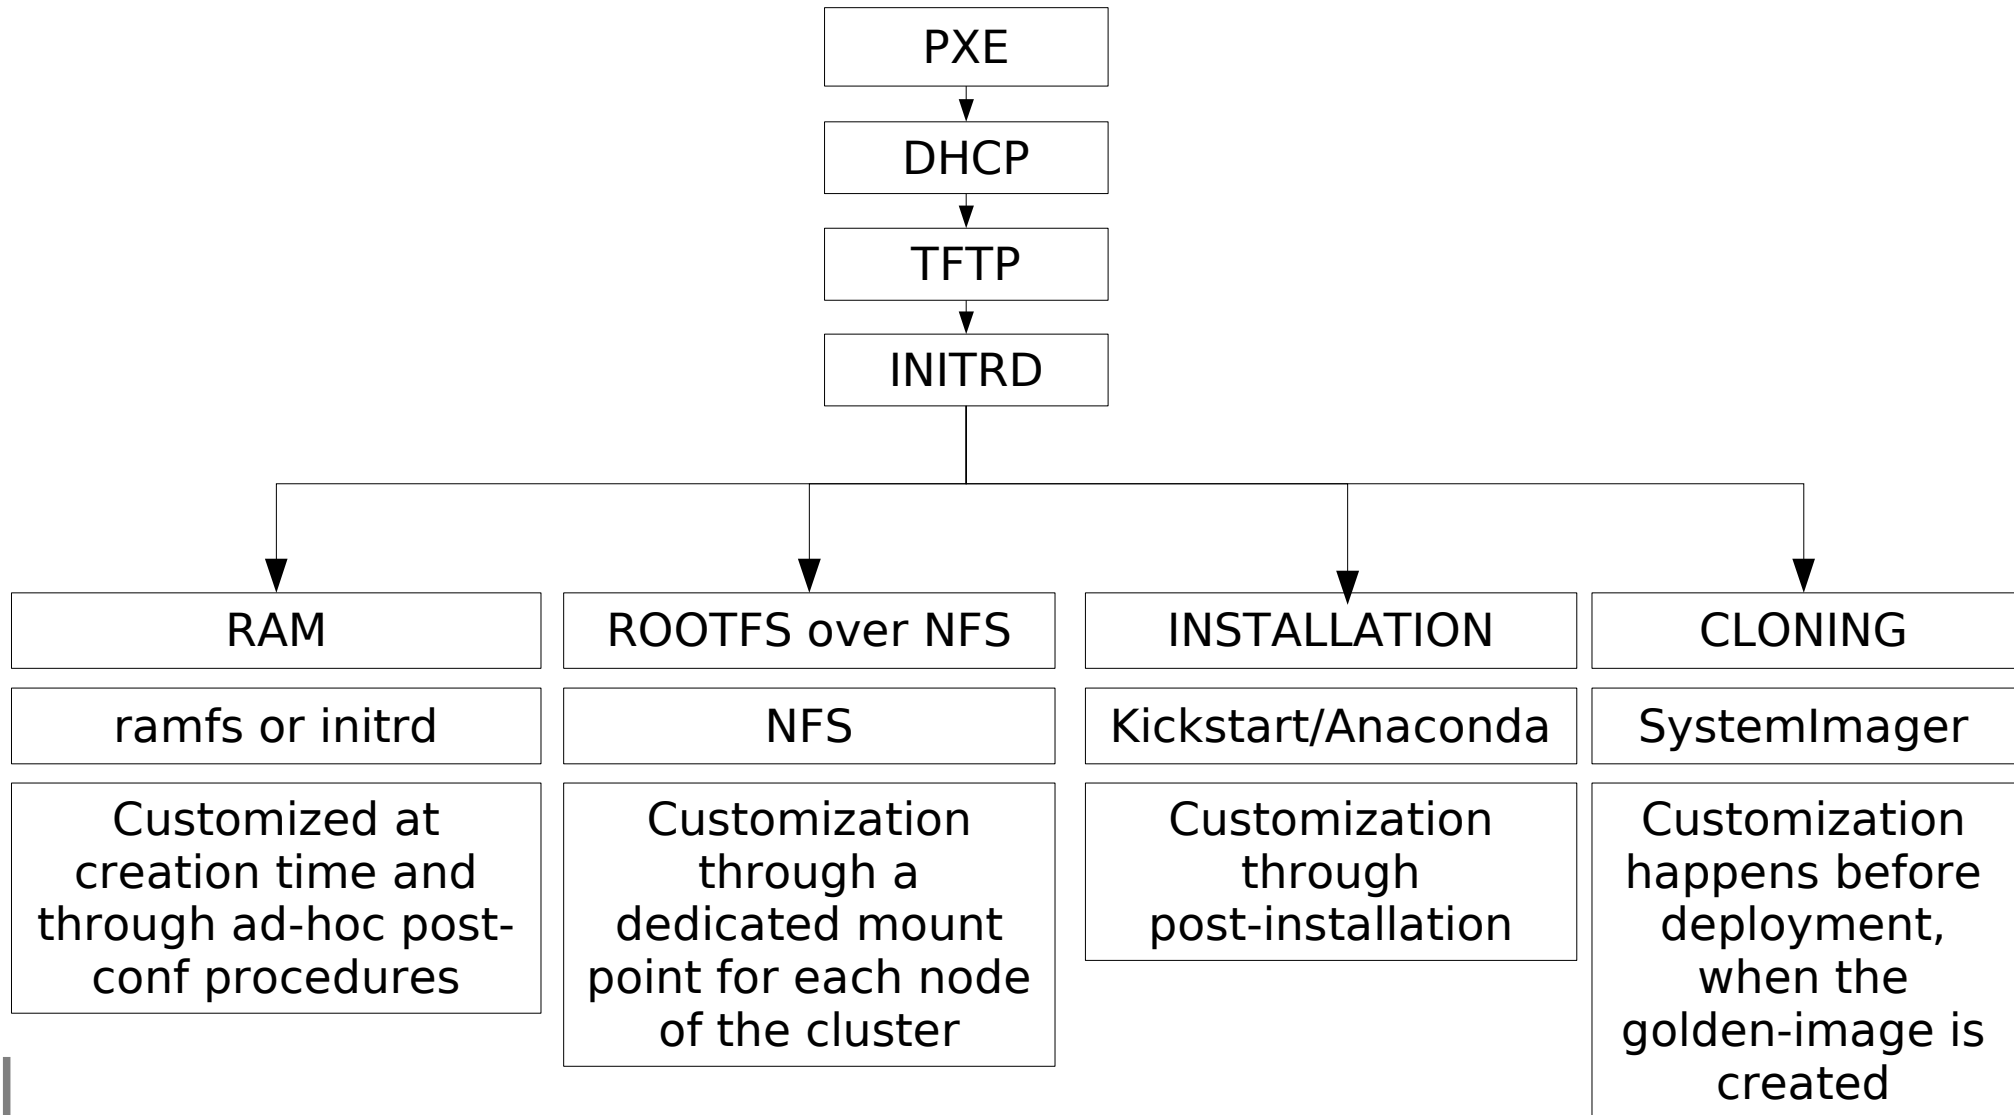 PXE
DHCP
TFTP
INITRD
RAM
ROOTFS over NFS
INSTALLATION
CLONING
ramfs or initrd
NFS
Kickstart/Anaconda
SystemImager
Customized at
creation time and
through ad-hoc post-
conf procedures
Customization
through a
dedicated mount
point for each node
of the cluster
Customization
through
post-installation
Customization
happens before
deployment,
when the
golden-image is
created